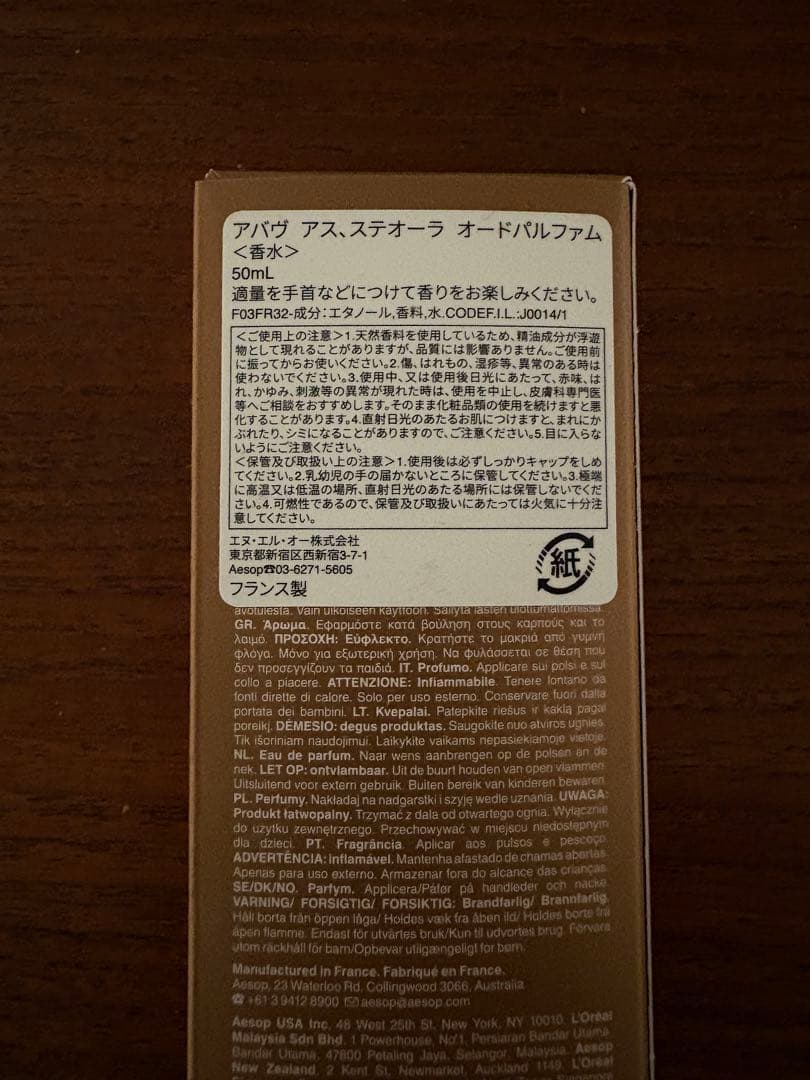 アバヴ アス、ステオーラ オードパルファム
＜香水＞
50mL
適量を手首などにつけて香りをお楽しみください。
F03FR32-成分：エタノール,香料,水.CODEF.I.L.:J0014/1
＜ご使用上の注意＞1.天然香料を使用しているため、精油成分が浮遊
物として現れることがありますが、品質には影響ありません。ご使用前
に振ってからお使いください。2.傷、はれもの、湿疹等、異常のある時は
使わないでください。3.使用中、又は使用後日光にあたって、赤味、は
れ、かゆみ、刺激等の異常が現れた時は、使用を中止し、皮膚科専門医
等へご相談をおすすめします。そのまま化粧品類の使用を続けますと悪
化することがあります。4.直射日光のあたるお肌につけますと、まれにか
ぶれたり、シミになることがありますので、ご注意ください。5.目に入らな
いようにご注意ください。
＜保管及び取扱い上の注意＞1.使用後は必ずしっかりキャップをしめ
てください。2.乳幼児の手の届かないところに保管してください。3.極端
に高温又は低温の場所、直射日光のあたる場所には保管しないでくだ
さい。4.可燃性であるので、保管及び取扱いにあたっては火気に十分注
意してください。
エヌ・エル・オー株式会社
東京都新宿区西新宿3-7-1
Aesop☎03-6271-5605
フランス製
紙
avotulesta. Vain ulkoiseen käyttöön. Säilytä lasten ulottumattomissa.
GR. Άρωμα. Εφαρμόστε κατά βούληση στους καρπούς και το
λαιμό. ΠΡΟΣΟΧΗ: Εύφλεκτο. Κρατήστε το μακριά από γυμνή
φλόγα. Μόνο για εξωτερική χρήση. Να φυλάσσεται σε θέση που
δεν προσεγγίζουν τα παιδιά. IT. Profumo. Applicare sui polsi e sul
collo a piacere. ATTENZIONE: Infiammabile. Tenere lontano da
fonti dirette di calore. Solo per uso esterno. Conservare fuori dalla
portata dei bambini. LT. Kvepalai. Patepkite riešus ir kaklą pagal
poreikį. DĖMESIO: degus produktas. Saugokite nuo atviros ugnies.
Tik išoriniam naudojimui. Laikykite vaikams nepasiekiamoje vietoje.
NL. Eau de parfum. Naar wens aanbrengen op de polsen en de
nek. LET OP: ontvlambaar. Uit de buurt houden van open vlammen.
Uitsluitend voor extern gebruik. Buiten bereik van kinderen bewaren.
PL. Perfumy. Nakładaj na nadgarstki i szyję wedle uznania. UWAGA:
Produkt łatwopalny. Trzymać z dala od otwartego ognia. Wyłącznie
do użytku zewnętrznego. Przechowywać w miejscu niedostępnym
dla dzieci. PT. Fragrância. Aplicar aos pulsos e pescoço.
ADVERTÊNCIA: Inflamável. Mantenha afastado de chamas abertas.
Apenas para uso externo. Armazenar fora do alcance das crianças.
SE/DK/NO. Parfym. Applicera/Påfør på handleder och nacke.
VARNING/ FORSIGTIG/ FORSIKTIG: Brandfarlig/ Brannfarlig.
Håll borta från öppen låga/ Holdes væk fra åben ild/ Holdes borte fra
åpen flamme. Endast för utvärtes bruk/Kun til udvortes brug. Förvara
utom räckhåll för barn/Opbevar utilgængeligt for børn.
Manufactured in France. Fabriqué en France.
Aesop, 23 Waterloo Rd, Collingwood 3066, Australia
☎ +61 3 9412 8900 ✉ aesop@aesop.com
Aesop USA Inc. 48 West 25th St. New York, NY 10010. L'Oréal
Malaysia Sdn Bhd. 1 Powerhouse, No'1, Persiaran Bandar Utama,
Bandar Utama, 47800 Petaling Jaya, Selangor, Malaysia. Aesop
New Zealand, 2 Kent St, Newmarket, Auckland 1149. L'Oréal